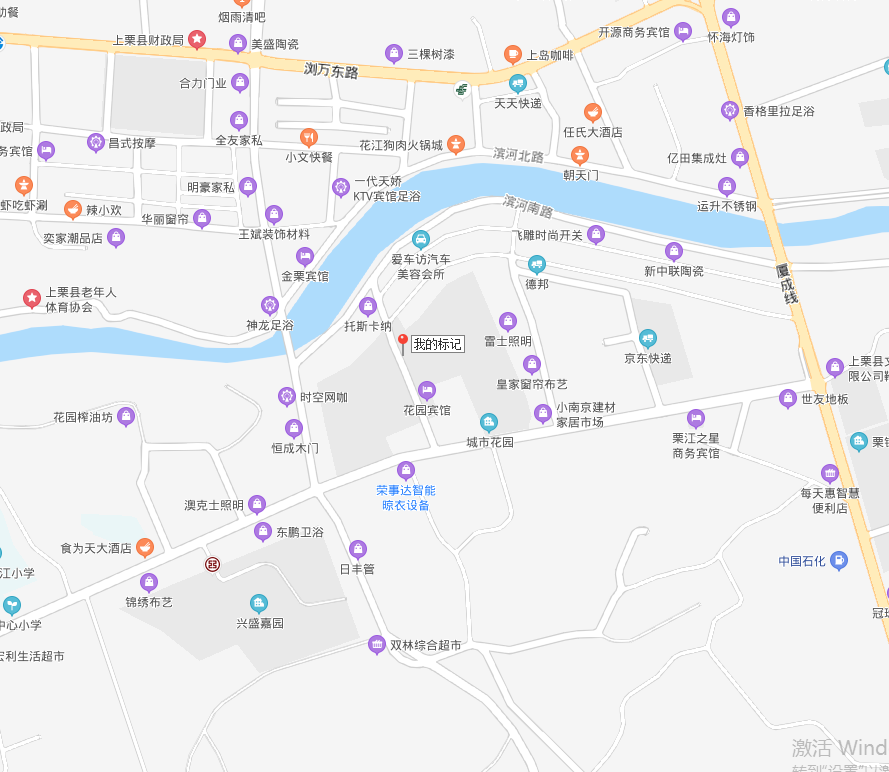 助餐
烟雨清吧
上栗县财政局
美盛陶瓷
三棵树漆
上岛咖啡
开源商务宾馆
怀海灯饰
浏万东路
合力门业
天天快递
香格里拉足浴
任氏大酒店
政局
务宾馆
昌式按摩
全友家私
小文快餐
花江狗肉火锅城
滨河北路
朝天门
亿田集成灶
虾吃虾涮
辣小欢
明豪家私
一代天娇
KTV宾馆足浴
运升不锈钢
滨河南路
华丽窗帘
奕家潮品店
王斌装饰材料
飞雕时尚开关
爱车访汽车
美容会所
新中联陶瓷
金栗宾馆
德邦
厦成线
上栗县老年人
体育协会
神龙足浴
托斯卡纳
我的标记
雷士照明
京东快递
上栗县文
限公司鞋
皇家窗帘布艺
时空网咖
花园宾馆
世友地板
花园榨油坊
小南京建材
家居市场
恒成木门
城市花园
栗江之星
商务宾馆
栗锦
荣事达智能
晾衣设备
每天惠智慧
便利店
澳克士照明
东鹏卫浴
食为天大酒店
日丰管
中国石化
江小学
锦绣布艺
中心小学
兴盛嘉园
冠珠
宏利生活超市
双林综合超市
激活 Wind